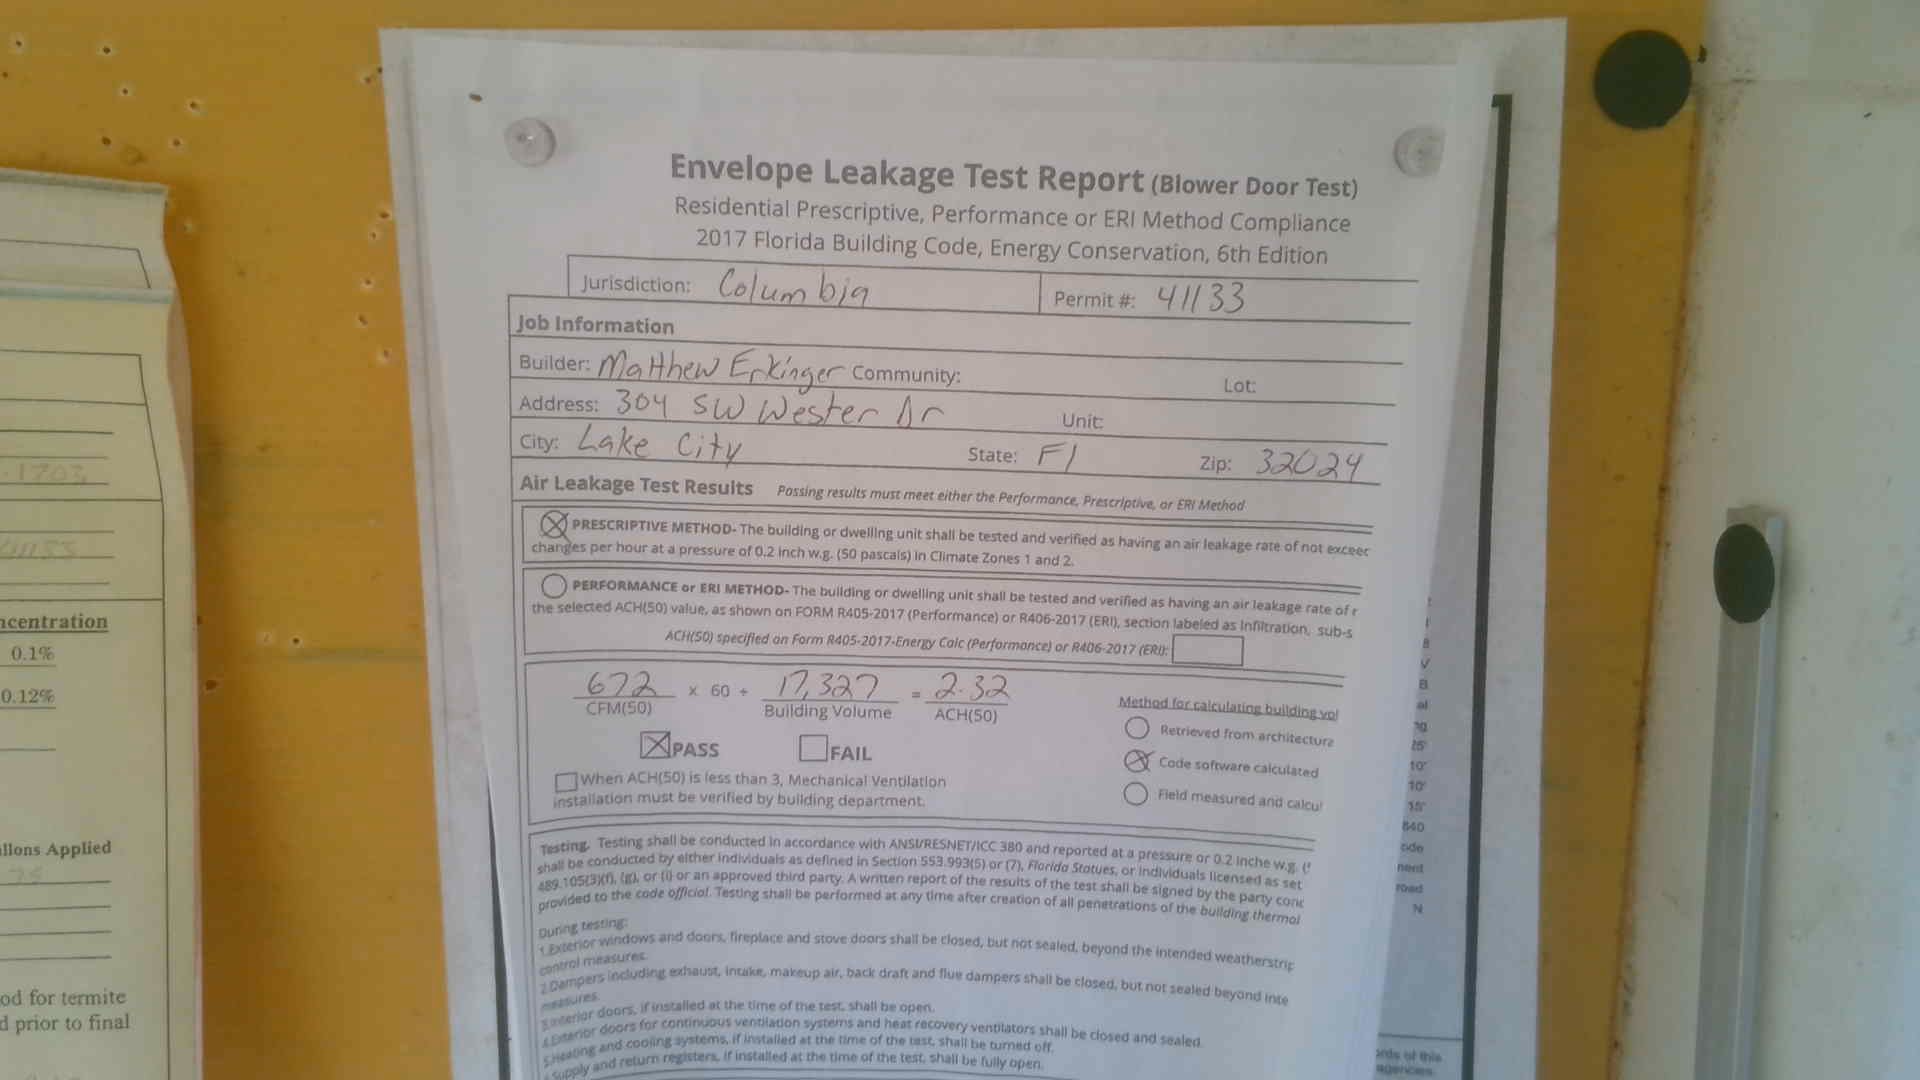 Envelope Leakage Test Report (Blower Door Test)
Residential Prescriptive, Performance or ERI Method Compliance
2017 Florida Building Code, Energy Conservation, 6th Edition
Jurisdiction: Columbia Permit #: 41133
Job Information
Builder: Matthew Erkinger Community: Lot:
Address: 304 SW Wester Dr Unit:
City: Lake City State: Fl Zip: 32024
Air Leakage Test Results Passing results must meet either the Performance, Prescriptive, or ERI Method
PRESCRIPTIVE METHOD- The building or dwelling unit shall be tested and verified as having an air leakage rate of not exceec
changes per hour at a pressure of 0.2 inch w.g. (50 pascals) in Climate Zones 1 and 2.
PERFORMANCE or ERI METHOD- The building or dwelling unit shall be tested and verified as having an air leakage rate of r
the selected ACH(50) value, as shown on FORM R405-2017 (Performance) or R406-2017 (ERI), section labeled as Infiltration, sub-s
ACH(50) specified on Form R405-2017-Energy Calc (Performance) or R406-2017 (ERI):
672 x 60 ÷ 17,327 = 2.32
CFM(50) Building Volume ACH(50)
PASS FAIL
When ACH(50) is less than 3, Mechanical Ventilation
installation must be verified by building department.
Method for calculating building vol
Retrieved from architectura
Code software calculated
Field measured and calcul
Testing. Testing shall be conducted in accordance with ANSI/RESNET/ICC 380 and reported at a pressure or 0.2 inche w.g. (
shall be conducted by either individuals as defined in Section 553.993(5) or (7), Florida Statues, or individuals licensed as set
489.105(3)(f), (g), or (i) or an approved third party. A written report of the results of the test shall be signed by the party conc
provided to the code official. Testing shall be performed at any time after creation of all penetrations of the building thermal
During testing:
1.Exterior windows and doors, fireplace and stove doors shall be closed, but not sealed, beyond the intended weatherstrip
control measures.
2.Dampers including exhaust, intake, makeup air, back draft and flue dampers shall be closed, but not sealed beyond inte
measures.
3.Interior doors, if installed at the time of the test, shall be open.
4.Exterior doors for continuous ventilation systems and heat recovery ventilators shall be closed and sealed.
5.Heating and cooling systems, if installed at the time of the test, shall be turned off.
Supply and return registers, if installed at the time of the test, shall be fully open.
ncentration
0.1%
0.12%
llons Applied
od for termite
d prior to final